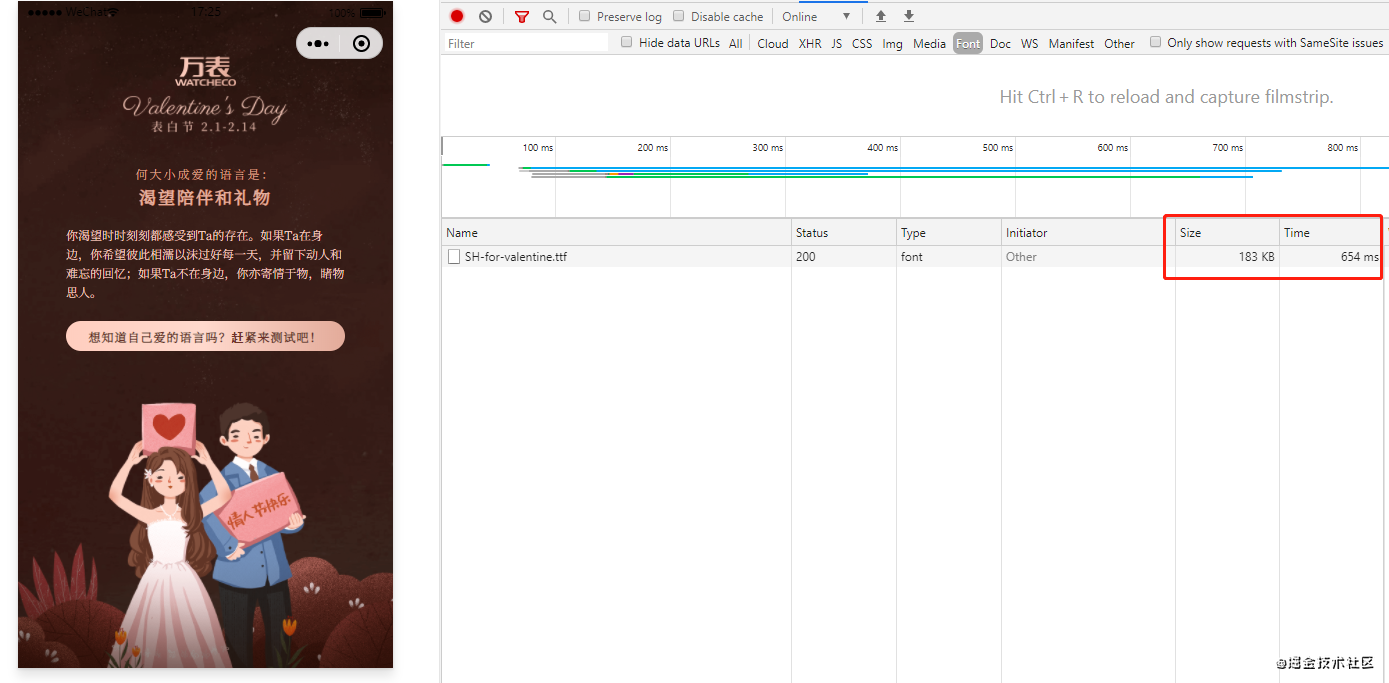 WeChat
17:25
100%
万表
WATCHECO
Valentine's Day
表白节 2.1-2.14
何大小成爱的语言是：
渴望陪伴和礼物
你渴望时时刻刻都感受到Ta的存在。如果Ta在身
边，你希望彼此相濡以沫过好每一天，并留下动人和
难忘的回忆；如果Ta不在身边，你亦寄情于物，睹物
思人。
想知道自己爱的语言吗？赶紧来测试吧！
情人节快乐
Preserve log
Disable cache
Online
Filter
Hide data URLs
All
Cloud
XHR
JS
CSS
Img
Media
Font
Doc
WS
Manifest
Other
Only show requests with SameSite issues
Hit Ctrl + R to reload and capture filmstrip.
100 ms
200 ms
300 ms
400 ms
500 ms
600 ms
700 ms
800 ms
Name
Status
Type
Initiator
Size
Time
SH-for-valentine.ttf
200
font
Other
183 KB
654 ms
@掘金技术社区